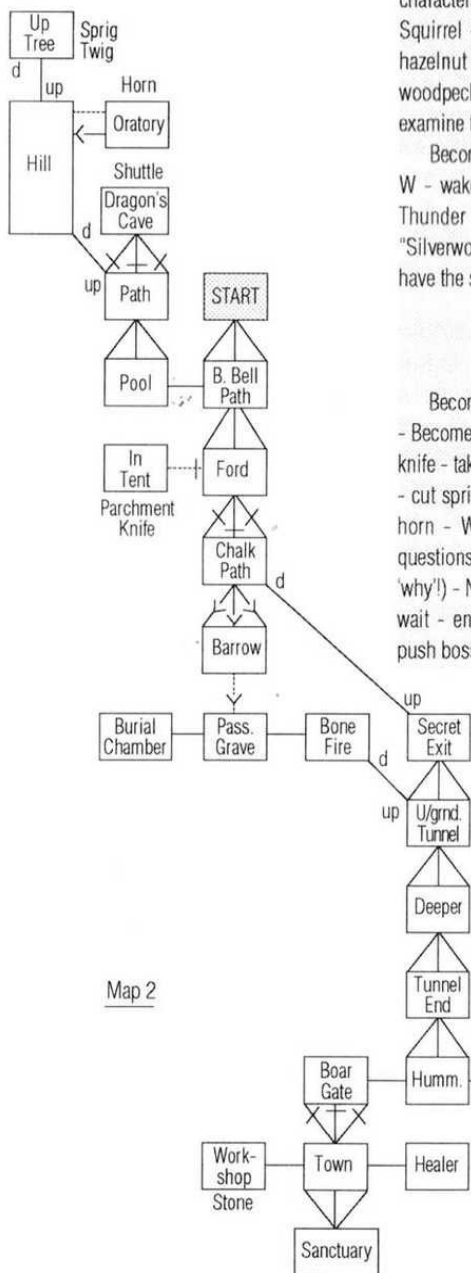 Up
Tree
Sprig
Twig
d
up
Horn
Oratory
Hill
Shuttle
Dragon's
Cave
d
up
Path
START
Pool
B. Bell
Path
In
Tent
Ford
Parchment
Knife
Chalk
Path
d
Barrow
up
Burial
Chamber
Pass.
Grave
Bone
Fire
Secret
Exit
d
up
U/grnd.
Tunnel
Deeper
Map 2
Tunnel
End
Boar
Gate
Humm.
Work-
shop
Town
Healer
Stone
Sanctuary
character
Squirrel -
hazelnut
woodpeck
examine t
Becom
W - wak
Thunder
"Silverwo
have the s
Becom
- Become
knife - tak
- cut spri
horn - W
questions
'why'!) - N
wait - en
push bos